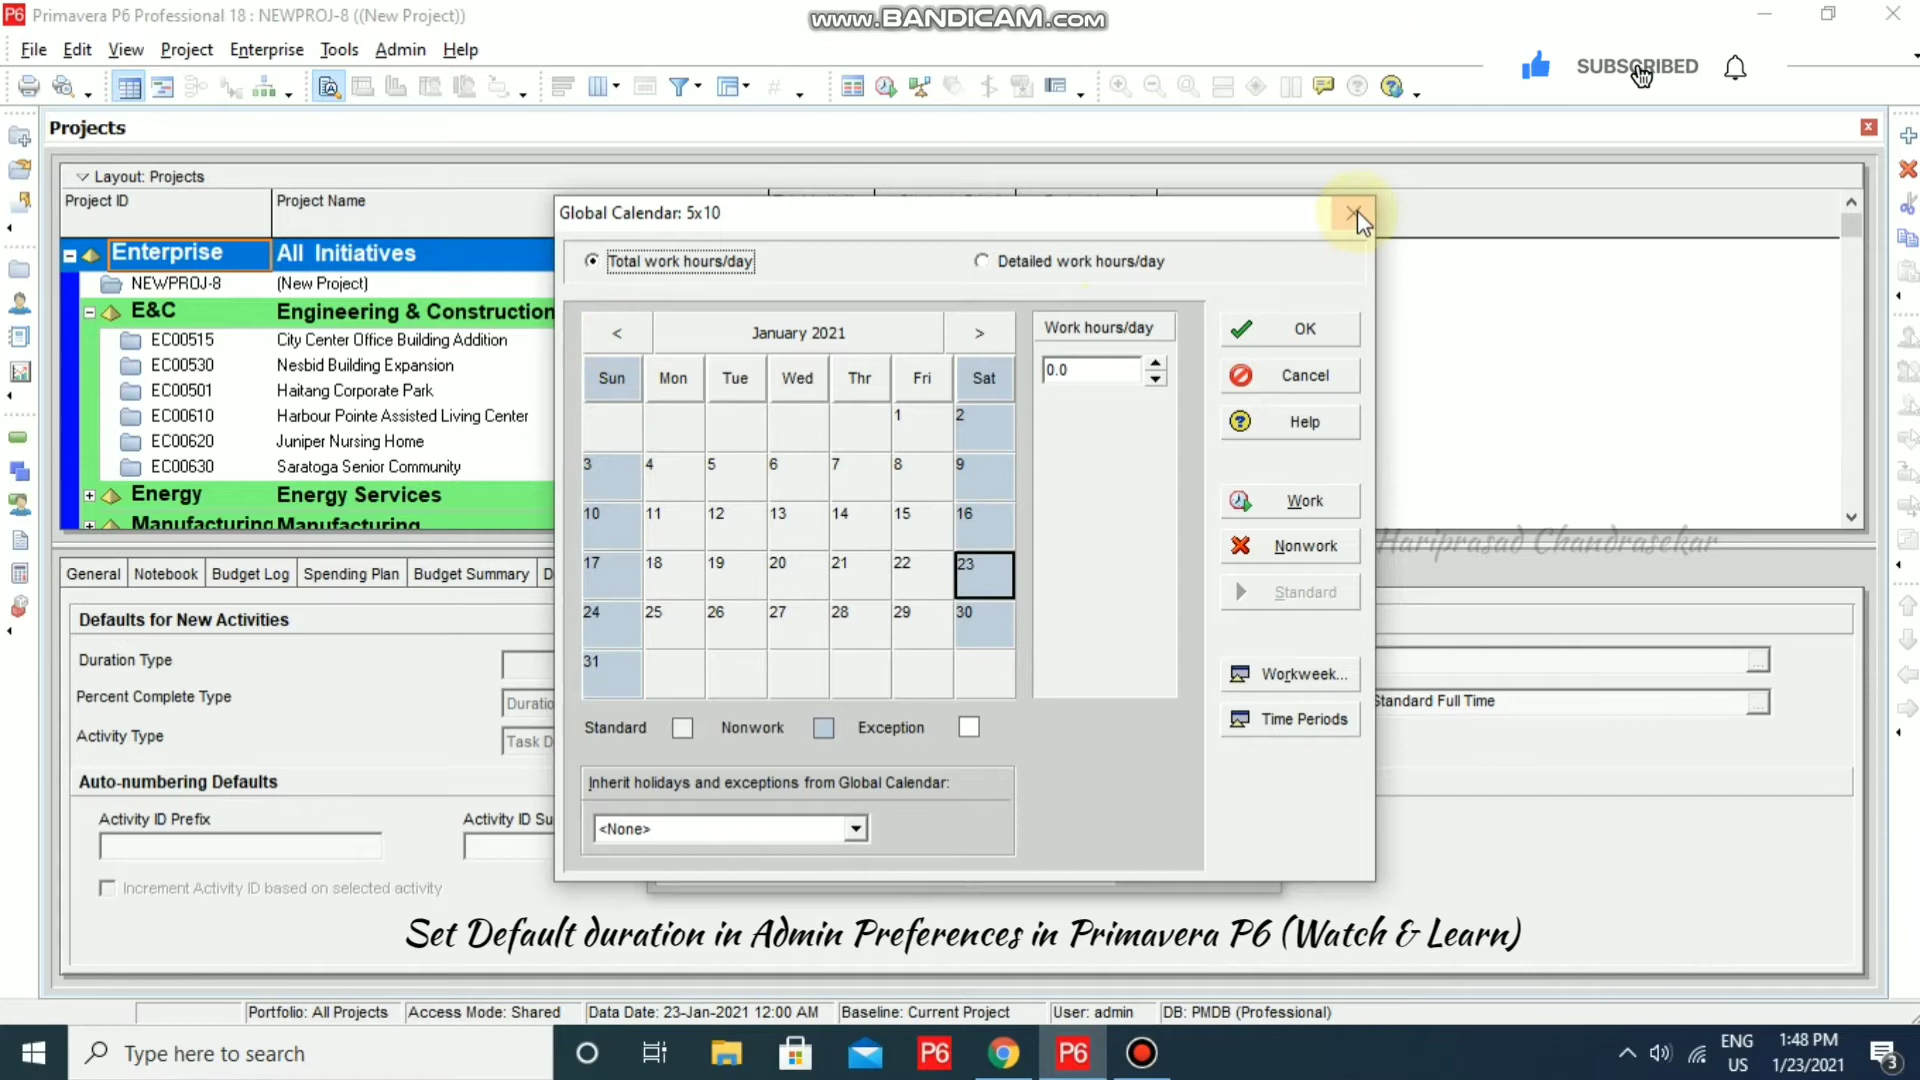 Primavera P6 Professional 18 : NEWPROJ-8 ((New Project))
www.BANDICAM.com
File Edit View Project Enterprise Tools Admin Help
SUBSCRIBED
Projects
Layout: Projects
Project ID Project Name
Enterprise All Initiatives
NEWPROJ-8 (New Project)
E&C Engineering & Construction
EC00515 City Center Office Building Addition
EC00530 Nesbid Building Expansion
EC00501 Haitang Corporate Park
EC00610 Harbour Pointe Assisted Living Center
EC00620 Juniper Nursing Home
EC00630 Saratoga Senior Community
Energy Energy Services
Manufacturing Manufacturing
Global Calendar: 5x10
Total work hours/day Detailed work hours/day
< January 2021 >
Sun Mon Tue Wed Thr Fri Sat
1 2
3 4 5 6 7 8 9
10 11 12 13 14 15 16
17 18 19 20 21 22 23
24 25 26 27 28 29 30
31
Work hours/day
0.0
OK
Cancel
Help
Work
Nonwork
Standard
Workweek...
Time Periods
Standard Nonwork Exception
Inherit holidays and exceptions from Global Calendar:
<None>
Hariprasad Chandrasekar
General Notebook Budget Log Spending Plan Budget Summary D
Defaults for New Activities
Duration Type
Percent Complete Type Duratio
Activity Type Task D
Standard Full Time
Auto-numbering Defaults
Activity ID Prefix Activity ID Su
Increment Activity ID based on selected activity
Set Default duration in Admin Preferences in Primavera P6 (Watch & Learn)
Portfolio: All Projects Access Mode: Shared Data Date: 23-Jan-2021 12:00 AM Baseline: Current Project User: admin DB: PMDB (Professional)
Type here to search
P6 P6
ENG
US
1:48 PM
1/23/2021
3